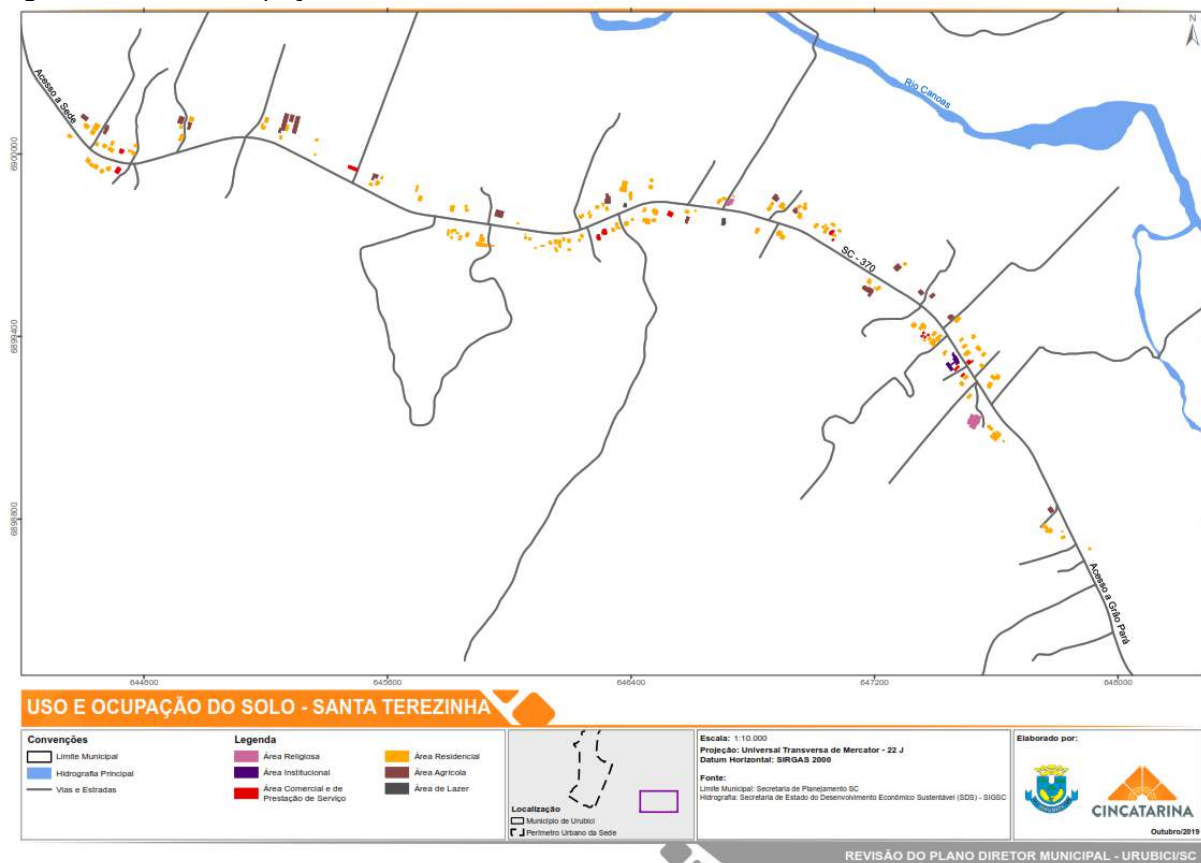 N
Acesso a Sede
Rio Canoas
SC - 370
Acesso a Grão Pará
6900000
6899400
6898800
644800
645600
646400
647200
648000
USO E OCUPAÇÃO DO SOLO - SANTA TEREZINHA
Convenções
Limite Municipal
Hidrografia Principal
Vias e Estradas
Legenda
Área Religiosa
Área Institucional
Área Comercial e de
Prestação de Serviço
Área Residencial
Área Agrícola
Área de Lazer
Localização
Município de Urubici
Perímetro Urbano da Sede
Escala: 1:10.000
Projeção: Universal Transversa de Mercator - 22 J
Datum Horizontal: SIRGAS 2000
Fonte:
Limite Municipal: Secretaria de Planejamento SC
Hidrografia: Secretaria de Estado do Desenvolvimento Econômico Sustentável (SDS) - SIGSC
Elaborado por:
CINCATARINA
Outubro/2019
REVISÃO DO PLANO DIRETOR MUNICIPAL - URUBICI/SC